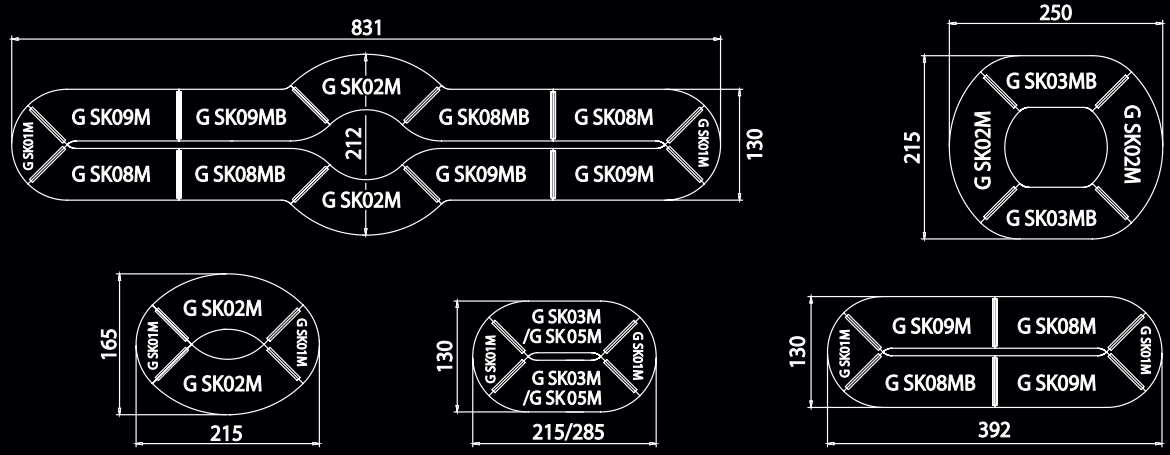 831
G SK02M
G SK09M
G SK09MB
G SK08MB
G SK08M
G SK01M
212
G SK01M
130
G SK08M
G SK08MB
G SK09MB
G SK09M
G SK02M
250
G SK03MB
215
G SK02M
G SK02M
G SK03MB
G SK02M
165
G SK01M
G SK01M
G SK02M
215
G SK03M
/G SK05M
130
G SK01M
G SK01M
G SK03M
/G SK05M
215/285
G SK09M
G SK08M
130
G SK01M
G SK01M
G SK08MB
G SK09M
392